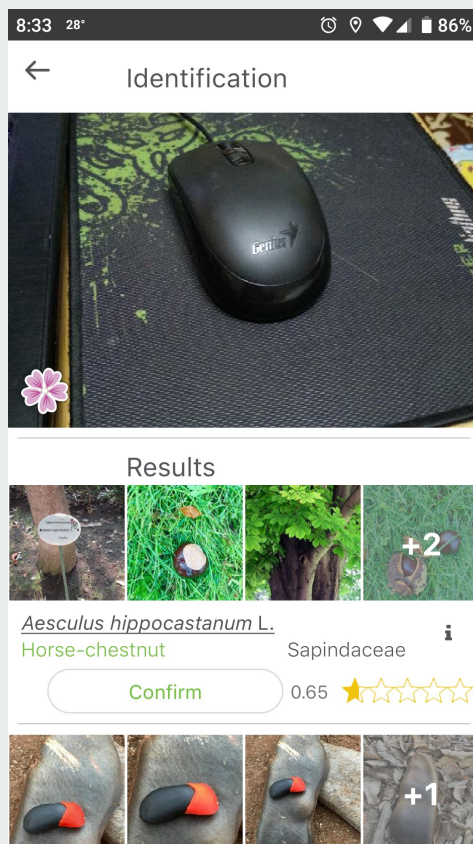 8:33 28° 86%
Identification
Genius
Results
+2
Aesculus hippocastanum L.
Horse-chestnut Sapindaceae
Confirm 0.65
+1